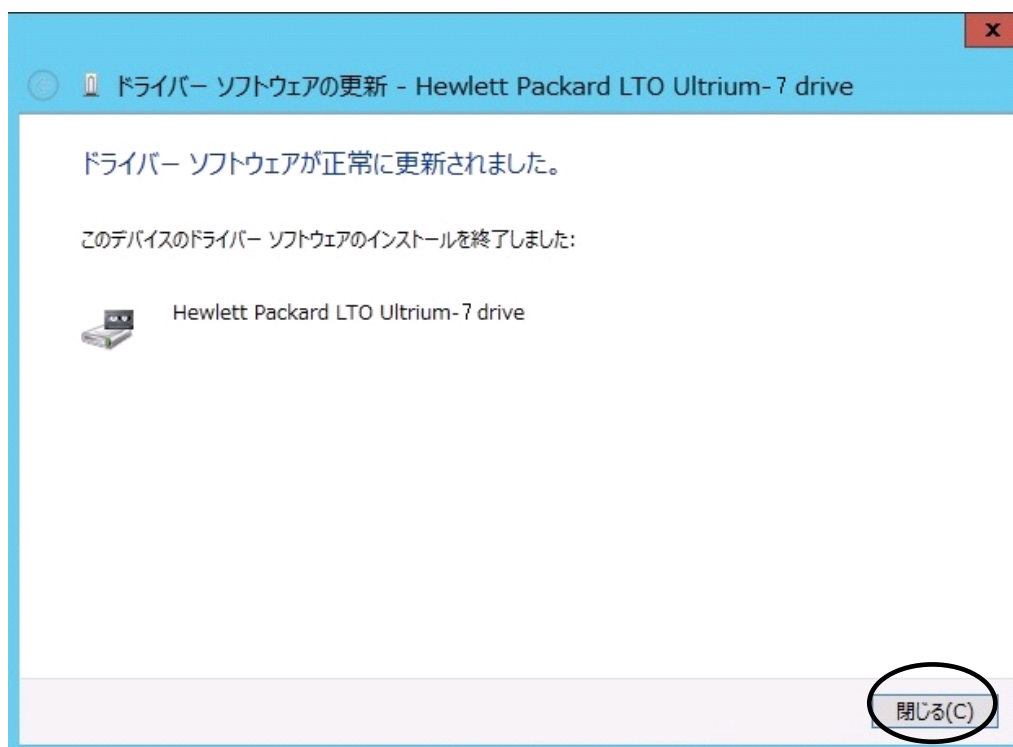 x
ドライバー ソフトウェアの更新 - Hewlett Packard LTO Ultrium-7 drive
ドライバー ソフトウェアが正常に更新されました。
このデバイスのドライバー ソフトウェアのインストールを終了しました:
Hewlett Packard LTO Ultrium-7 drive
閉じる(C)